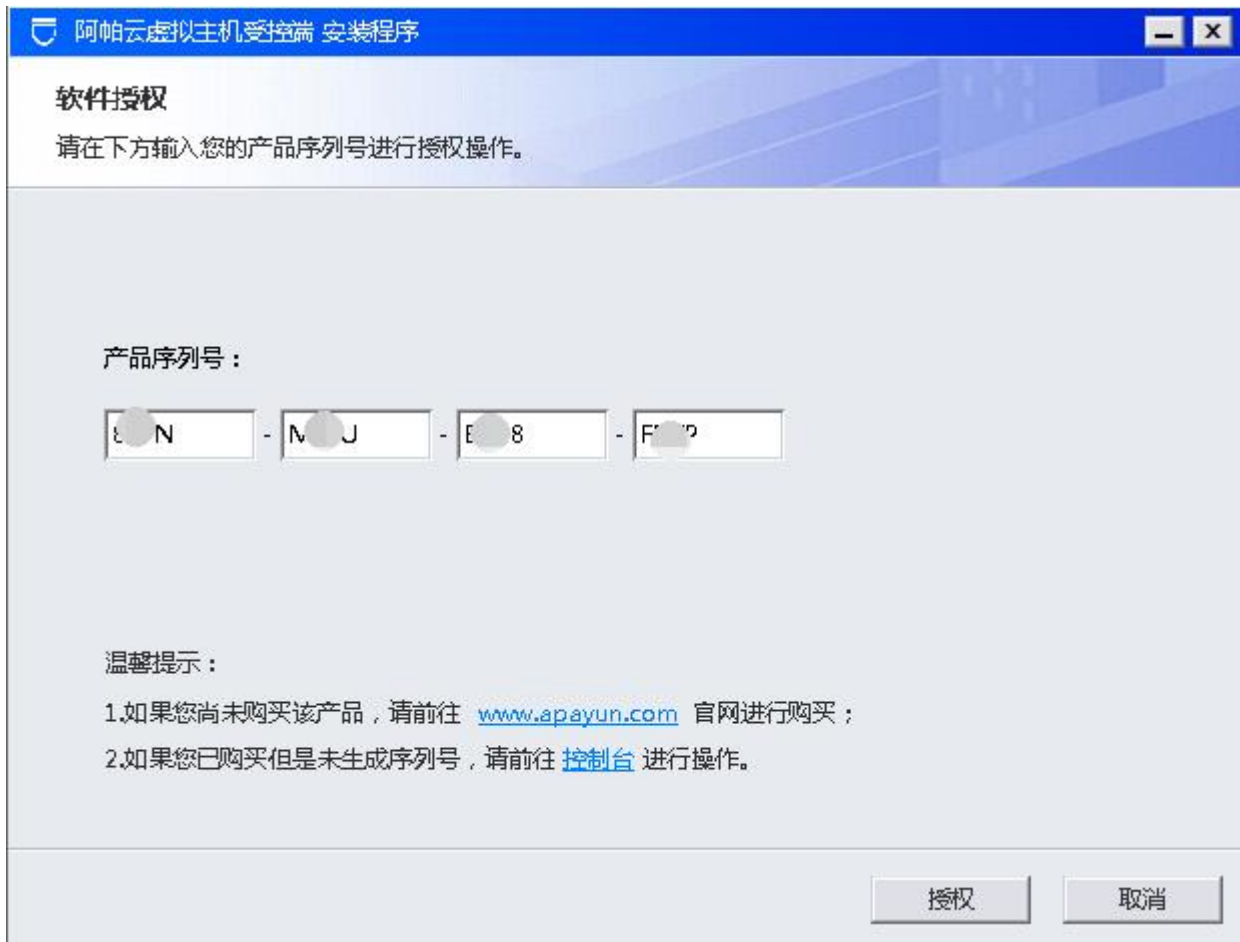 阿帕云虚拟主机受控端 安装程序
软件授权
请在下方输入您的产品序列号进行授权操作。
产品序列号：
N - M U - 8 - F
温馨提示：
1.如果您尚未购买该产品，请前往 www.apayun.com 官网进行购买；
2.如果您已购买但是未生成序列号，请前往 控制台 进行操作。
授权 取消